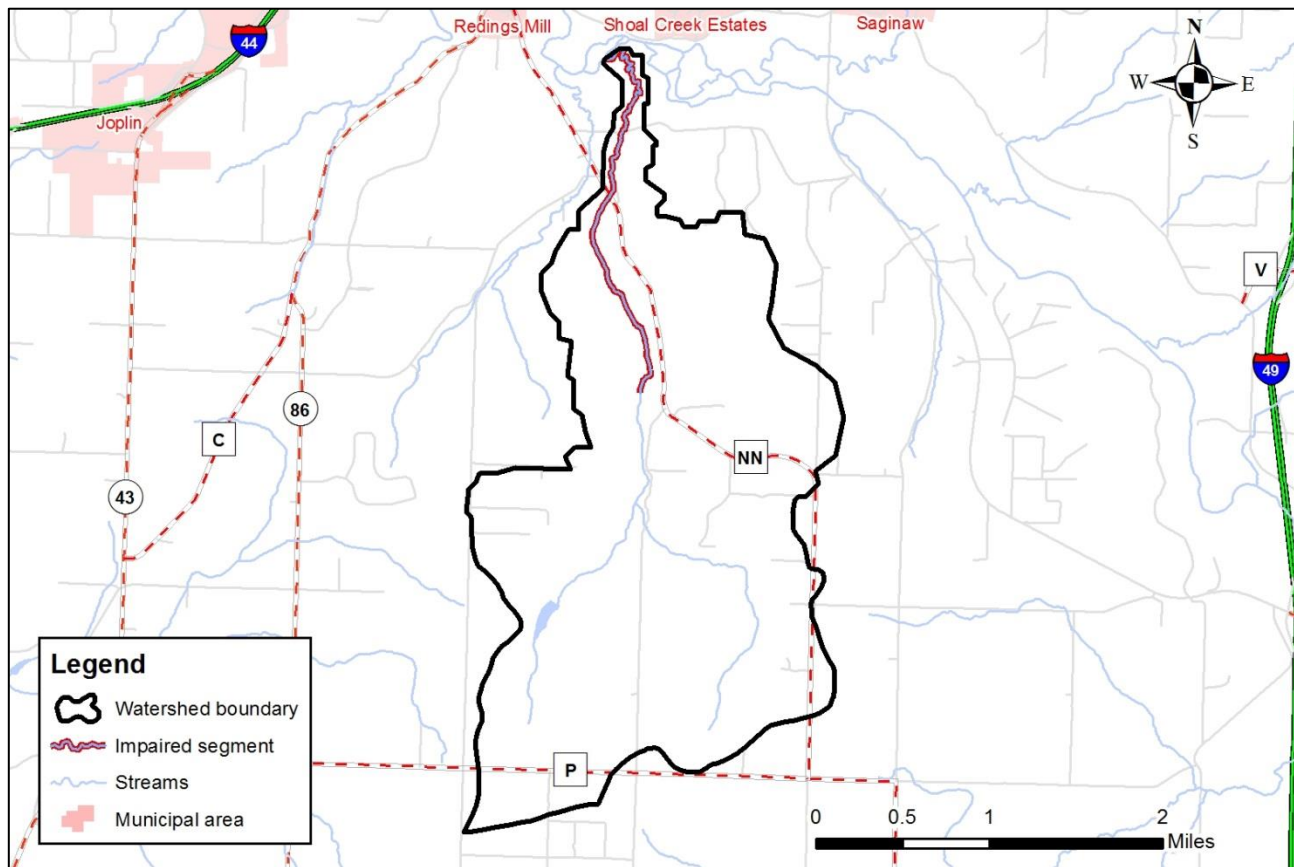 Redings Mill
Shoal Creek Estates
Saginaw
44
N
W
E
S
Joplin
V
49
86
C
NN
43
Legend
Watershed boundary
Impaired segment
Streams
Municipal area
P
0 0.5 1 2
Miles